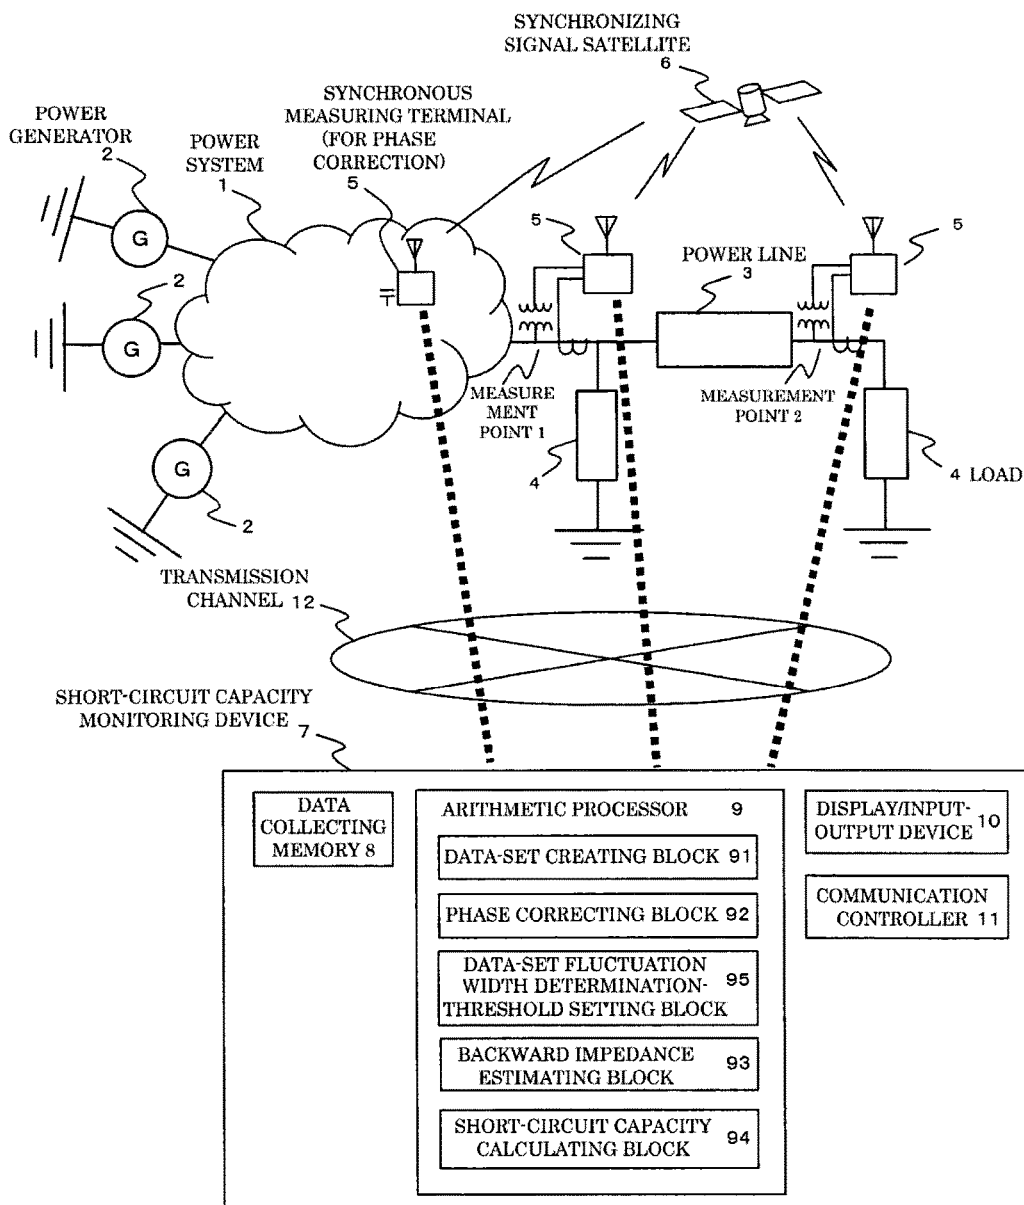 SYNCHRONIZING
SIGNAL SATELLITE
6
SYNCHRONOUS
MEASURING TERMINAL
(FOR PHASE
CORRECTION)
5
POWER
GENERATOR
2
POWER
SYSTEM
1
G
2
G
G
2
5
POWER LINE
3
5
MEASURE
MENT
POINT 1
MEASUREMENT
POINT 2
4
4 LOAD
TRANSMISSION
CHANNEL 12
SHORT-CIRCUIT CAPACITY
MONITORING DEVICE 7
DATA
COLLECTING
MEMORY 8
ARITHMETIC PROCESSOR 9
DATA-SET CREATING BLOCK 91
PHASE CORRECTING BLOCK 92
DATA-SET FLUCTUATION
WIDTH DETERMINATION- 95
THRESHOLD SETTING BLOCK
BACKWARD IMPEDANCE 93
ESTIMATING BLOCK
SHORT-CIRCUIT CAPACITY 94
CALCULATING BLOCK
DISPLAY/INPUT-
OUTPUT DEVICE 10
COMMUNICATION
CONTROLLER 11